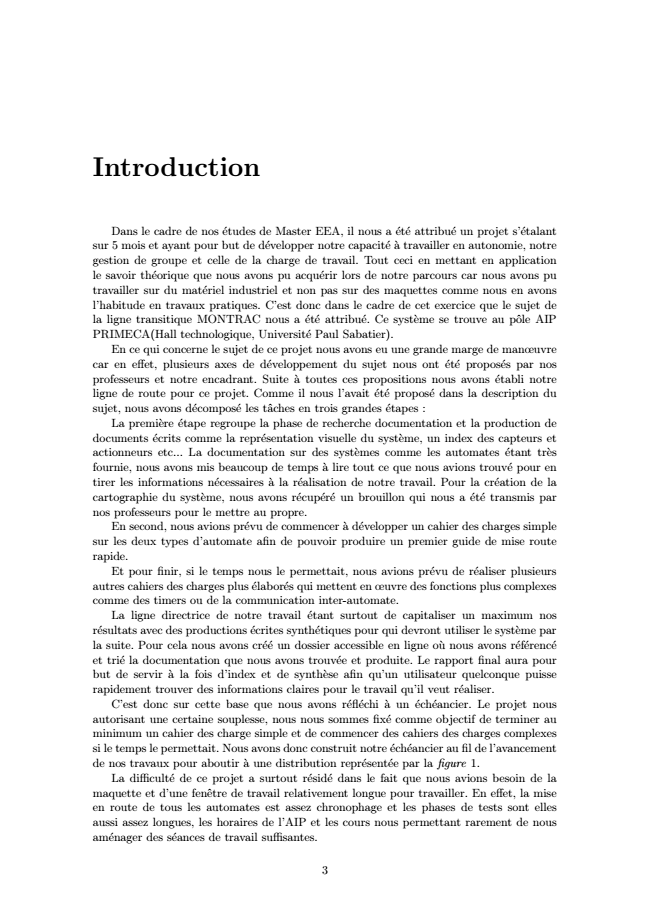 Introduction
Dans le cadre de nos études de Master EEA, il nous a été attribué un projet s'étalant
sur 5 mois et ayant pour but de développer notre capacité à travailler en autonomie, notre
gestion de groupe et celle de la charge de travail. Tout ceci en mettant en application
le savoir théorique que nous avons pu acquérir lors de notre parcours car nous avons pu
travailler sur du matériel industriel et non pas sur des maquettes comme nous en avons
l'habitude en travaux pratiques. C'est donc dans le cadre de cet exercice que le sujet de
la ligne transitique MONTRAC nous a été attribué. Ce système se trouve au pôle AIP
PRIMECA(Hall technologique, Université Paul Sabatier).
En ce qui concerne le sujet de ce projet nous avons eu une grande marge de manœuvre
car en effet, plusieurs axes de développement du sujet nous ont été proposés par nos
professeurs et notre encadrant. Suite à toutes ces propositions nous avons établi notre
ligne de route pour ce projet. Comme il nous l'avait été proposé dans la description du
sujet, nous avons décomposé les tâches en trois grandes étapes :
La première étape regroupe la phase de recherche documentation et la production de
documents écrits comme la représentation visuelle du système, un index des capteurs et
actionneurs etc... La documentation sur des systèmes comme les automates étant très
fournie, nous avons mis beaucoup de temps à lire tout ce que nous avions trouvé pour en
tirer les informations nécessaires à la réalisation de notre travail. Pour la création de la
cartographie du système, nous avons récupéré un brouillon qui nous a été transmis par
nos professeurs pour le mettre au propre.
En second, nous avions prévu de commencer à développer un cahier des charges simple
sur les deux types d'automate afin de pouvoir produire un premier guide de mise route
rapide.
Et pour finir, si le temps nous le permettait, nous avions prévu de réaliser plusieurs
autres cahiers des charges plus élaborés qui mettent en œuvre des fonctions plus complexes
comme des timers ou de la communication inter-automate.
La ligne directrice de notre travail étant surtout de capitaliser un maximum nos
résultats avec des productions écrites synthétiques pour qui devront utiliser le système par
la suite. Pour cela nous avons créé un dossier accessible en ligne où nous avons référencé
et trié la documentation que nous avons trouvée et produite. Le rapport final aura pour
but de servir à la fois d'index et de synthèse afin qu'un utilisateur quelconque puisse
rapidement trouver des informations claires pour le travail qu'il veut réaliser.
C'est donc sur cette base que nous avons réfléchi à un échéancier. Le projet nous
autorisant une certaine souplesse, nous nous sommes fixé comme objectif de terminer au
minimum un cahier des charge simple et de commencer des cahiers des charges complexes
si le temps le permettait. Nous avons donc construit notre échéancier au fil de l'avancement
de nos travaux pour aboutir à une distribution représentée par la figure 1.
La difficulté de ce projet a surtout résidé dans le fait que nous avions besoin de la
maquette et d'une fenêtre de travail relativement longue pour travailler. En effet, la mise
en route de tous les automates est assez chronophage et les phases de tests sont elles
aussi assez longues, les horaires de l'AIP et les cours nous permettant rarement de nous
aménager des séances de travail suffisantes.
3